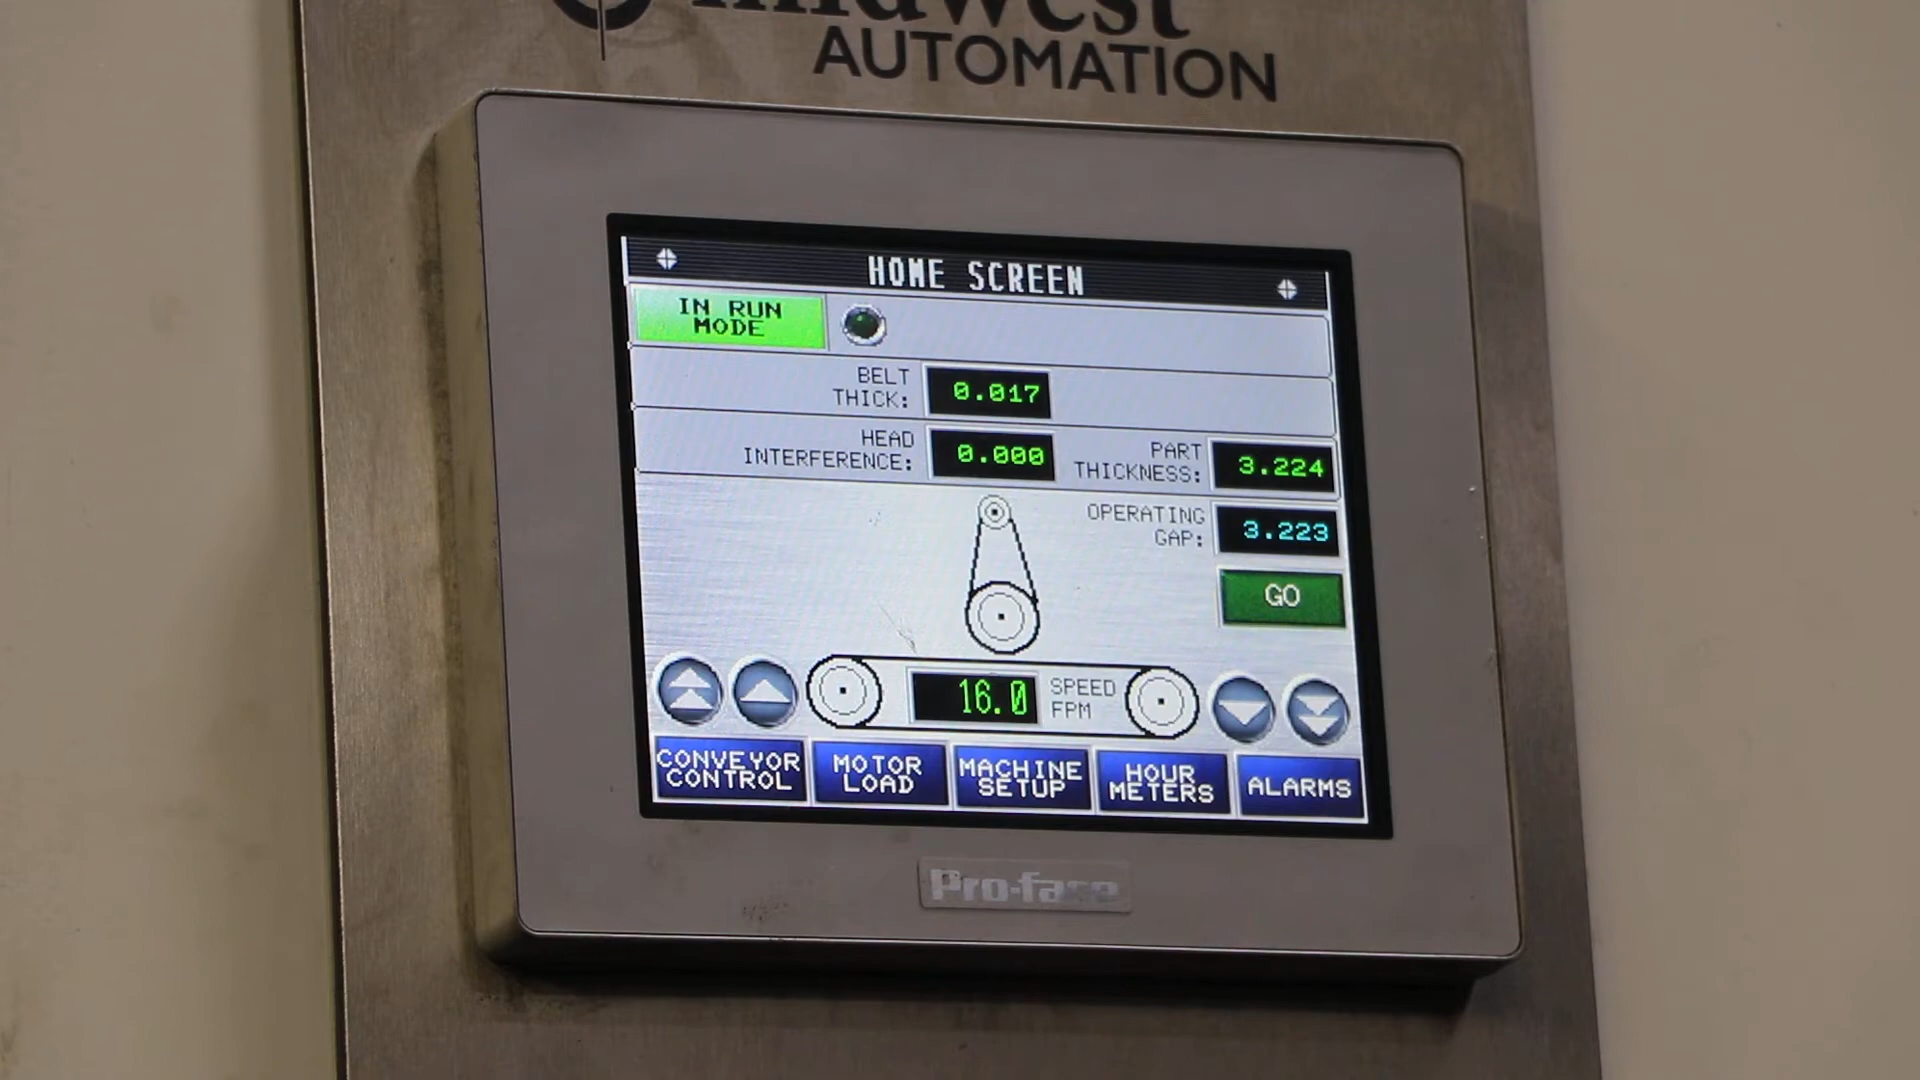 midwest
AUTOMATION
HOME SCREEN
IN RUN
MODE
BELT
THICK:
0.017
HEAD
INTERFERENCE:
0.000
PART
THICKNESS:
3.224
OPERATING
GAP:
3.223
GO
16.0
SPEED
FPM
CONVEYOR
CONTROL
MOTOR
LOAD
MACHINE
SETUP
HOUR
METERS
ALARMS
Pro-face